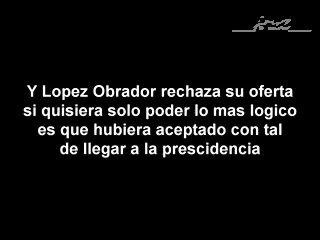 Y Lopez Obrador rechaza su oferta
si quisiera solo poder lo mas logico
es que hubiera aceptado con tal
de llegar a la prescidencia